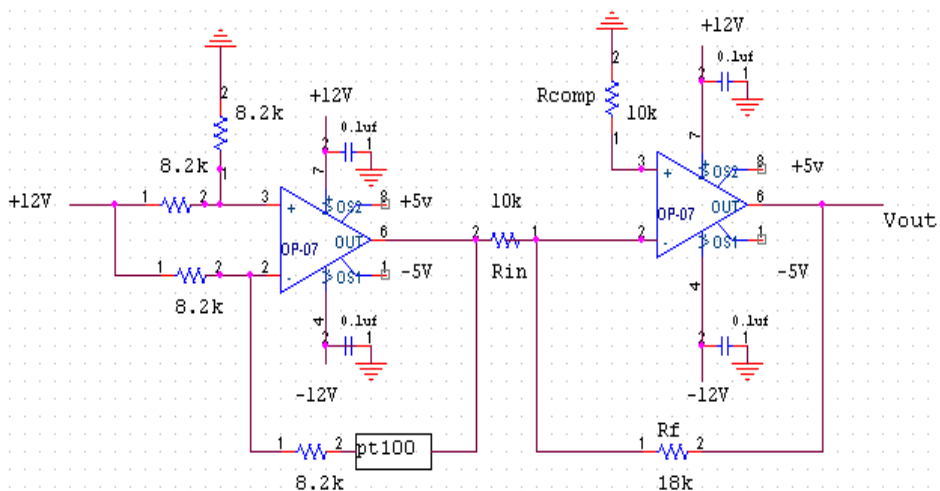 +12V
0.1uf
2
1
2
2
8.2k
+12V
0.1uf
2
1
Rcomp
10k
1
7
8.2k
1
7
1
2
3
+
OS2
8
+5v
3
+
OS2
8
+5v
+12V
OP-07
OUT
6
10k
2
1
Rin
OP-07
OUT
6
Vout
1
2
8.2k
2
-
OS1
1
-5V
2
-
OS1
1
-5V
4
0.1uf
2
1
-12V
4
0.1uf
2
1
-12V
1
2
8.2k
pt100
Rf
1
2
18k